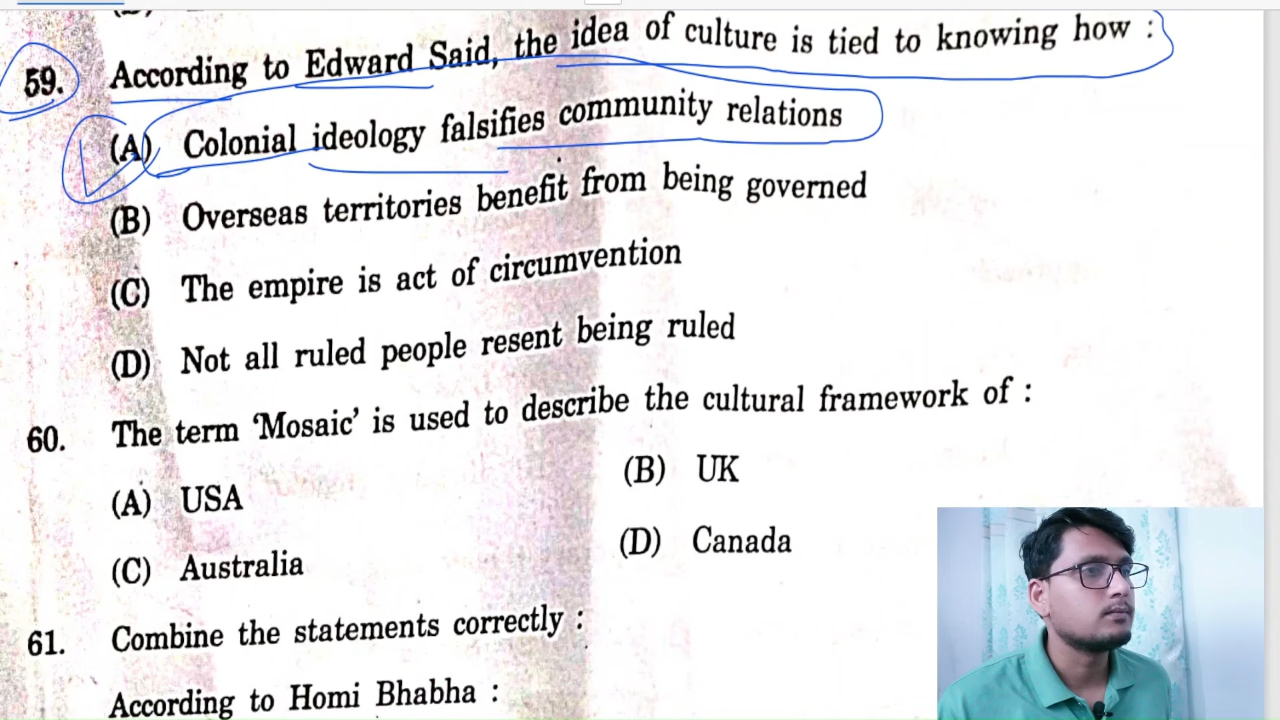 59. According to Edward Said, the idea of culture is tied to knowing how :
(A) Colonial ideology falsifies community relations
(B) Overseas territories benefit from being governed
(C) The empire is act of circumvention
(D) Not all ruled people resent being ruled
60. The term ‘Mosaic’ is used to describe the cultural framework of :
(A) USA (B) UK
(C) Australia (D) Canada
61. Combine the statements correctly :
According to Homi Bhabha :